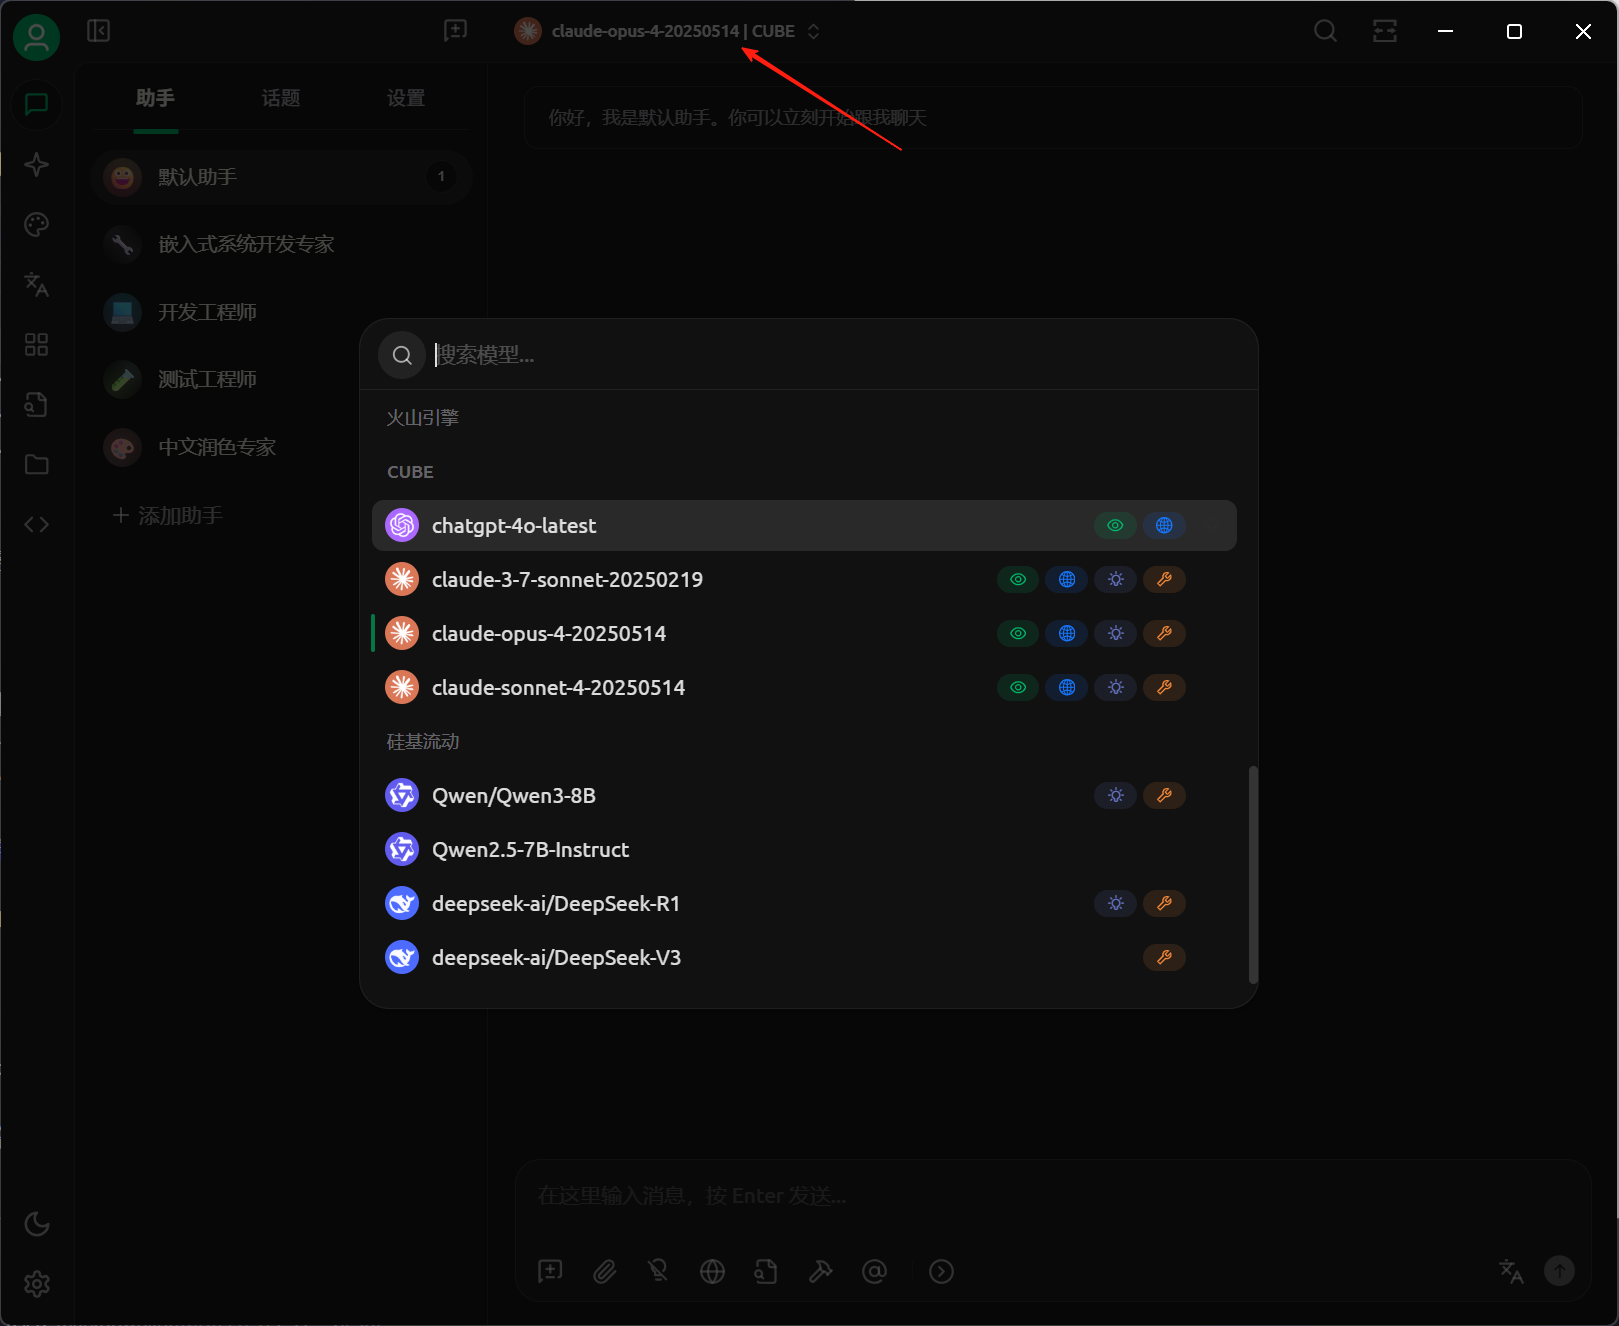 claude-opus-4-20250514 | CUBE
助手
话题
设置
你好，我是默认助手。你可以立刻开始跟我聊天
默认助手
1
嵌入式系统开发专家
开发工程师
测试工程师
中文润色专家
添加助手
搜索模型...
火山引擎
CUBE
chatgpt-4o-latest
claude-3-7-sonnet-20250219
claude-opus-4-20250514
claude-sonnet-4-20250514
硅基流动
Qwen/Qwen3-8B
Qwen2.5-7B-Instruct
deepseek-ai/DeepSeek-R1
deepseek-ai/DeepSeek-V3
在这里输入消息，按 Enter 发送...